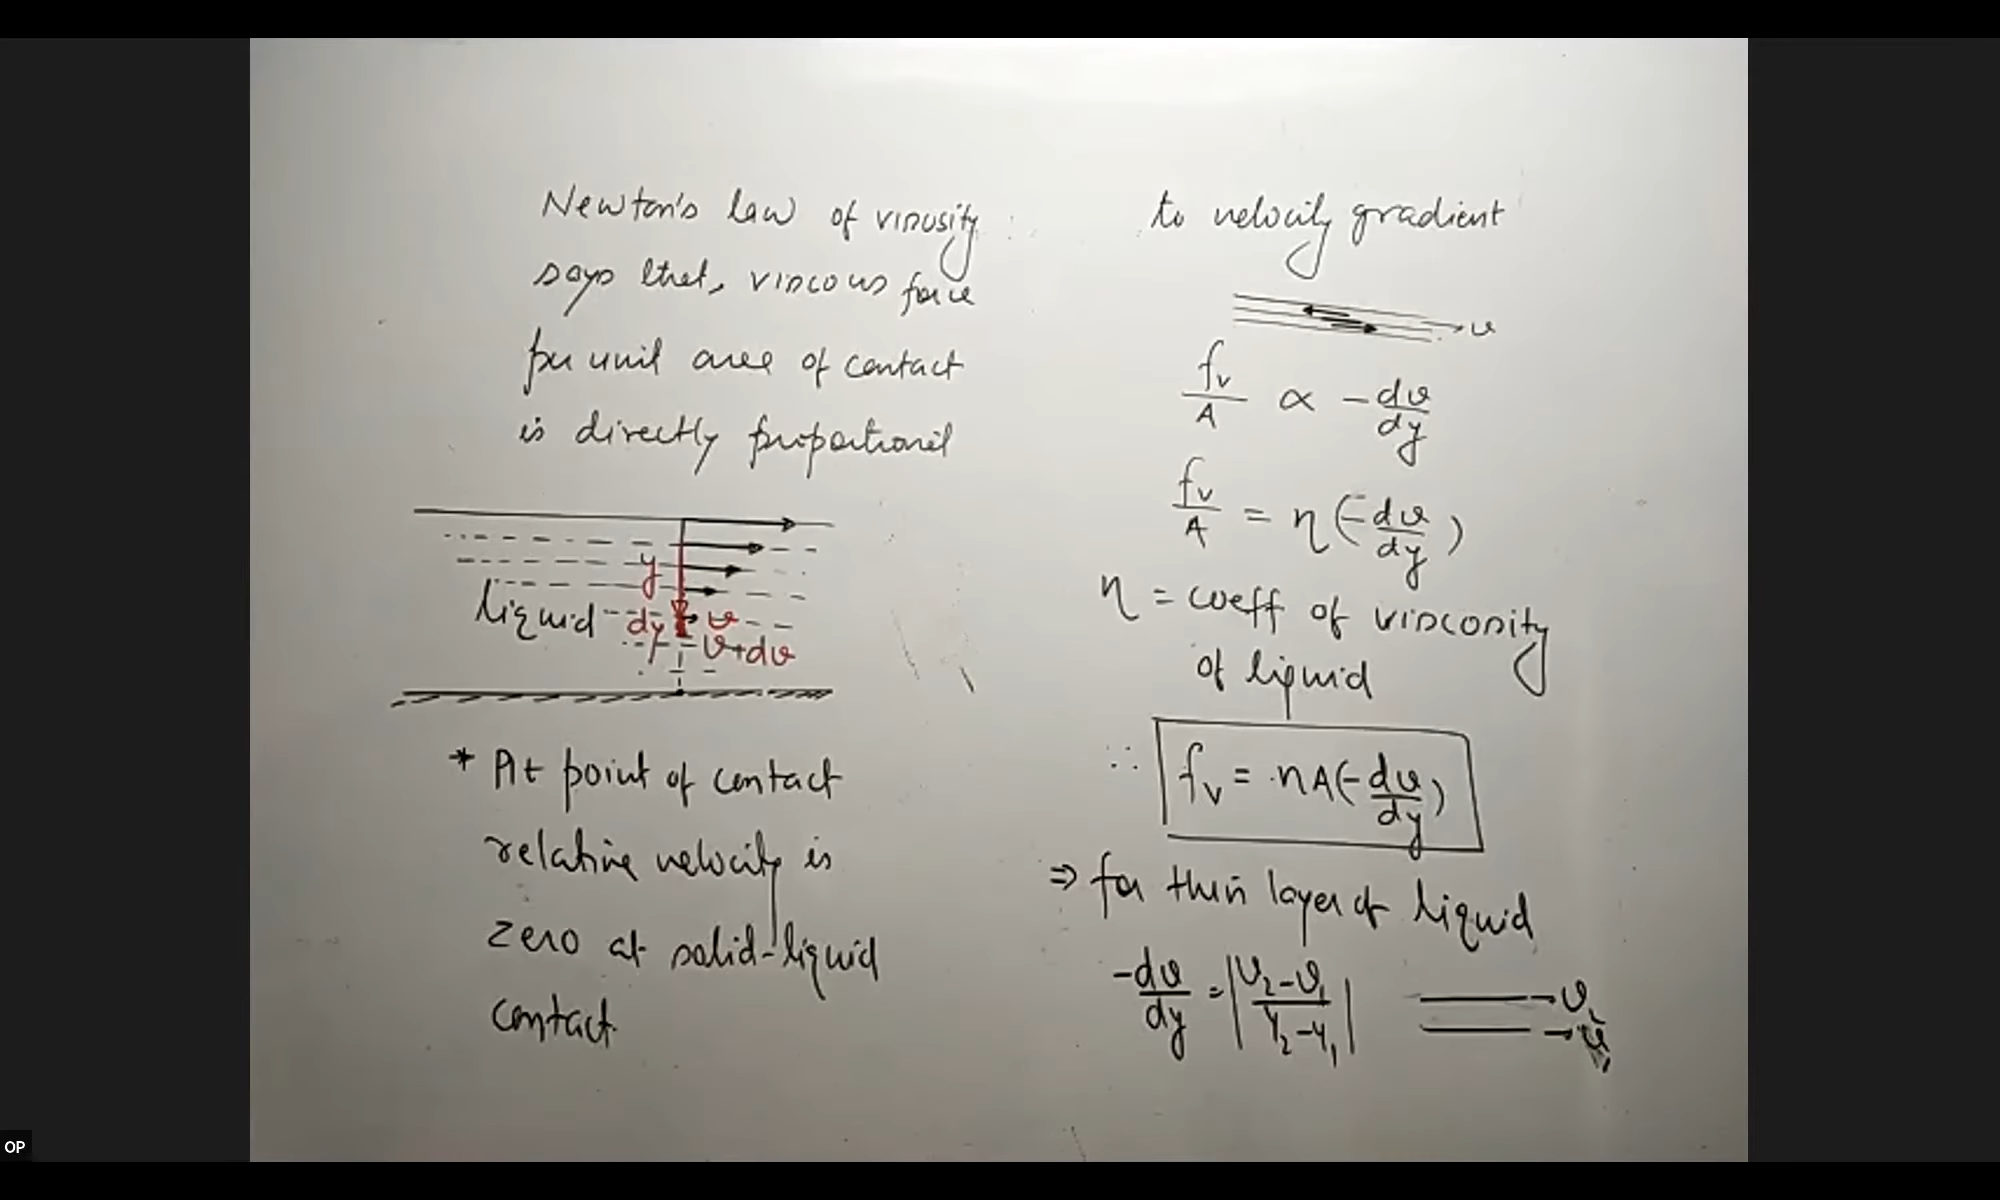 Newton's law of viscosity
says that, viscous force
per unit area of contact
is directly proportional
y
liquid
dy
v
v+dv
* At point of contact
relative velocity is
zero at solid-liquid
contact
to velocity gradient
v
fv/A ∝ -dv/dy
fv/A = η(-dv/dy)
η = coeff of viscosity
of liquid
∴ fv = ηA(-dv/dy)
⇒ for thin layer of liquid
-dv/dy = |v2-v1/y2-y1|
v2
v1
OP